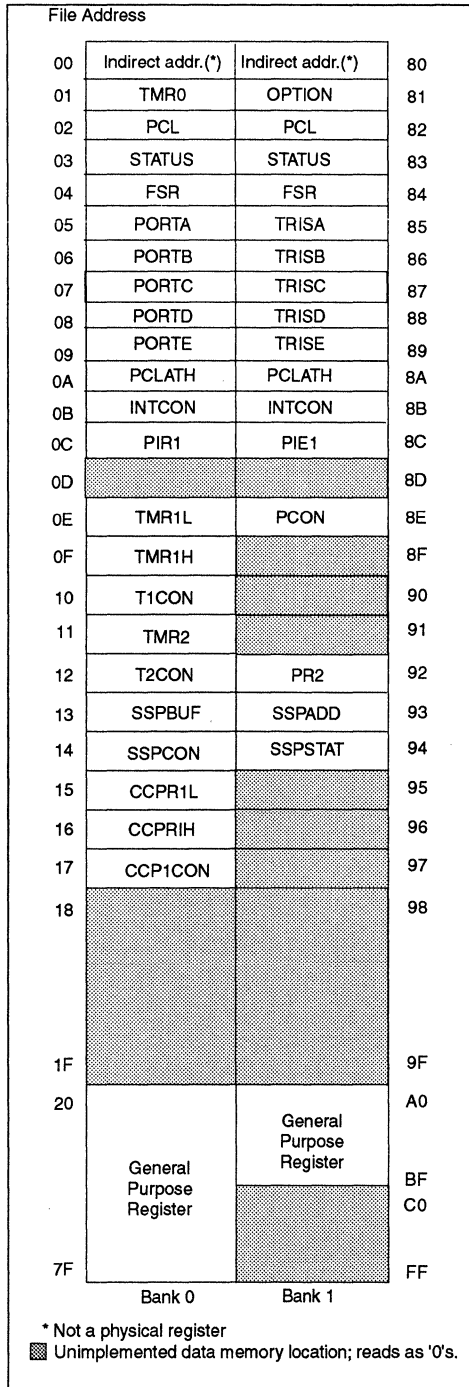 File Address
00 Indirect addr.(*) Indirect addr.(*) 80
01 TMR0 OPTION 81
02 PCL PCL 82
03 STATUS STATUS 83
04 FSR FSR 84
05 PORTA TRISA 85
06 PORTB TRISB 86
07 PORTC TRISC 87
08 PORTD TRISD 88
09 PORTE TRISE 89
0A PCLATH PCLATH 8A
0B INTCON INTCON 8B
0C PIR1 PIE1 8C
0D 8D
0E TMR1L PCON 8E
0F TMR1H 8F
10 T1CON 90
11 TMR2 91
12 T2CON PR2 92
13 SSPBUF SSPADD 93
14 SSPCON SSPSTAT 94
15 CCPR1L 95
16 CCPRIH 96
17 CCP1CON 97
18 98
1F 9F
20 A0
General
Purpose
Register
BF
General
Purpose
Register
C0
7F FF
Bank 0 Bank 1
* Not a physical register
Unimplemented data memory location; reads as '0's.